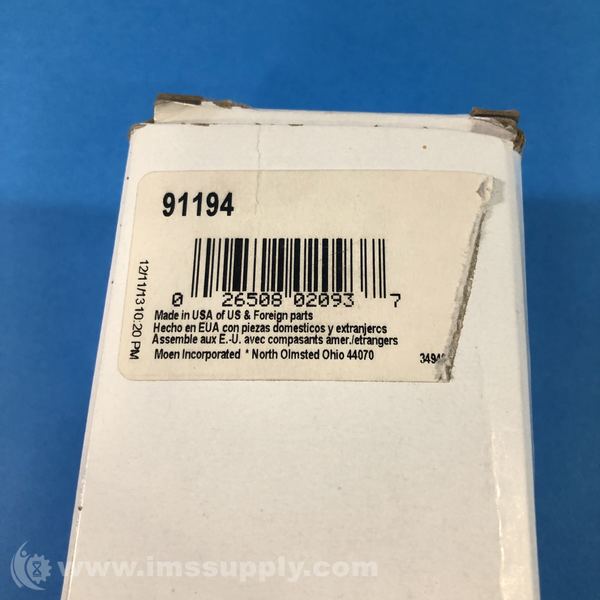 91194
12/11/13 10:20 PM
0 26508 02093 7
Made in USA of US & Foreign parts
Hecho en EUA con piezas domesticos y extranjeros
Assemble aux E.-U. avec compasants amer./etrangers
Moen Incorporated * North Olmsted Ohio 44070
www.imssupply.com